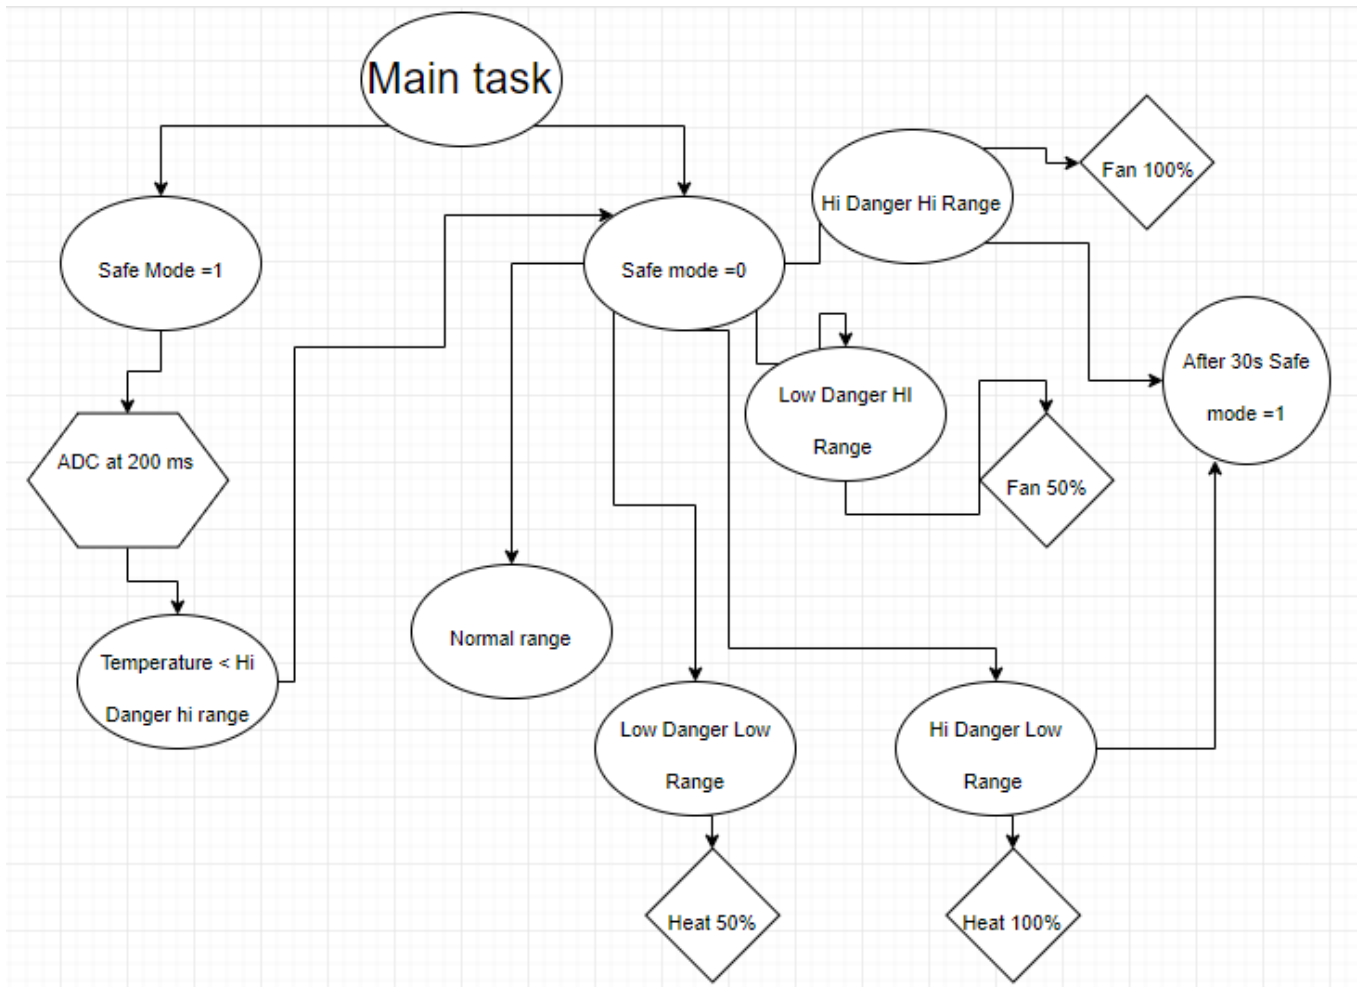 Main task
Fan 100%
Hi Danger Hi Range
Safe Mode =1
Safe mode =0
After 30s Safe
mode =1
Low Danger HI
Range
ADC at 200 ms
Fan 50%
Normal range
Temperature < Hi
Danger hi range
Low Danger Low
Range
Hi Danger Low
Range
Heat 50%
Heat 100%